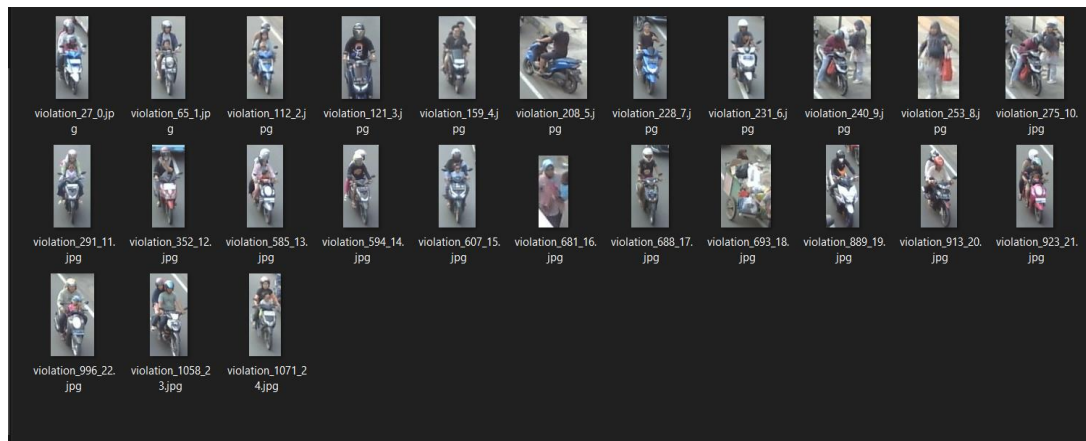 violation_27_0.jp
g
violation_65_1.jp
g
violation_112_2.j
pg
violation_121_3.j
pg
violation_159_4.j
pg
violation_208_5.j
pg
violation_228_7.j
pg
violation_231_6.j
pg
violation_240_9.j
pg
violation_253_8.j
pg
violation_275_10.
jpg
violation_291_11.
jpg
violation_352_12.
jpg
violation_585_13.
jpg
violation_594_14.
jpg
violation_607_15.
jpg
violation_681_16.
jpg
violation_688_17.
jpg
violation_693_18.
jpg
violation_889_19.
jpg
violation_913_20.
jpg
violation_923_21.
jpg
violation_996_22.
jpg
violation_1058_2
3.jpg
violation_1071_2
4.jpg